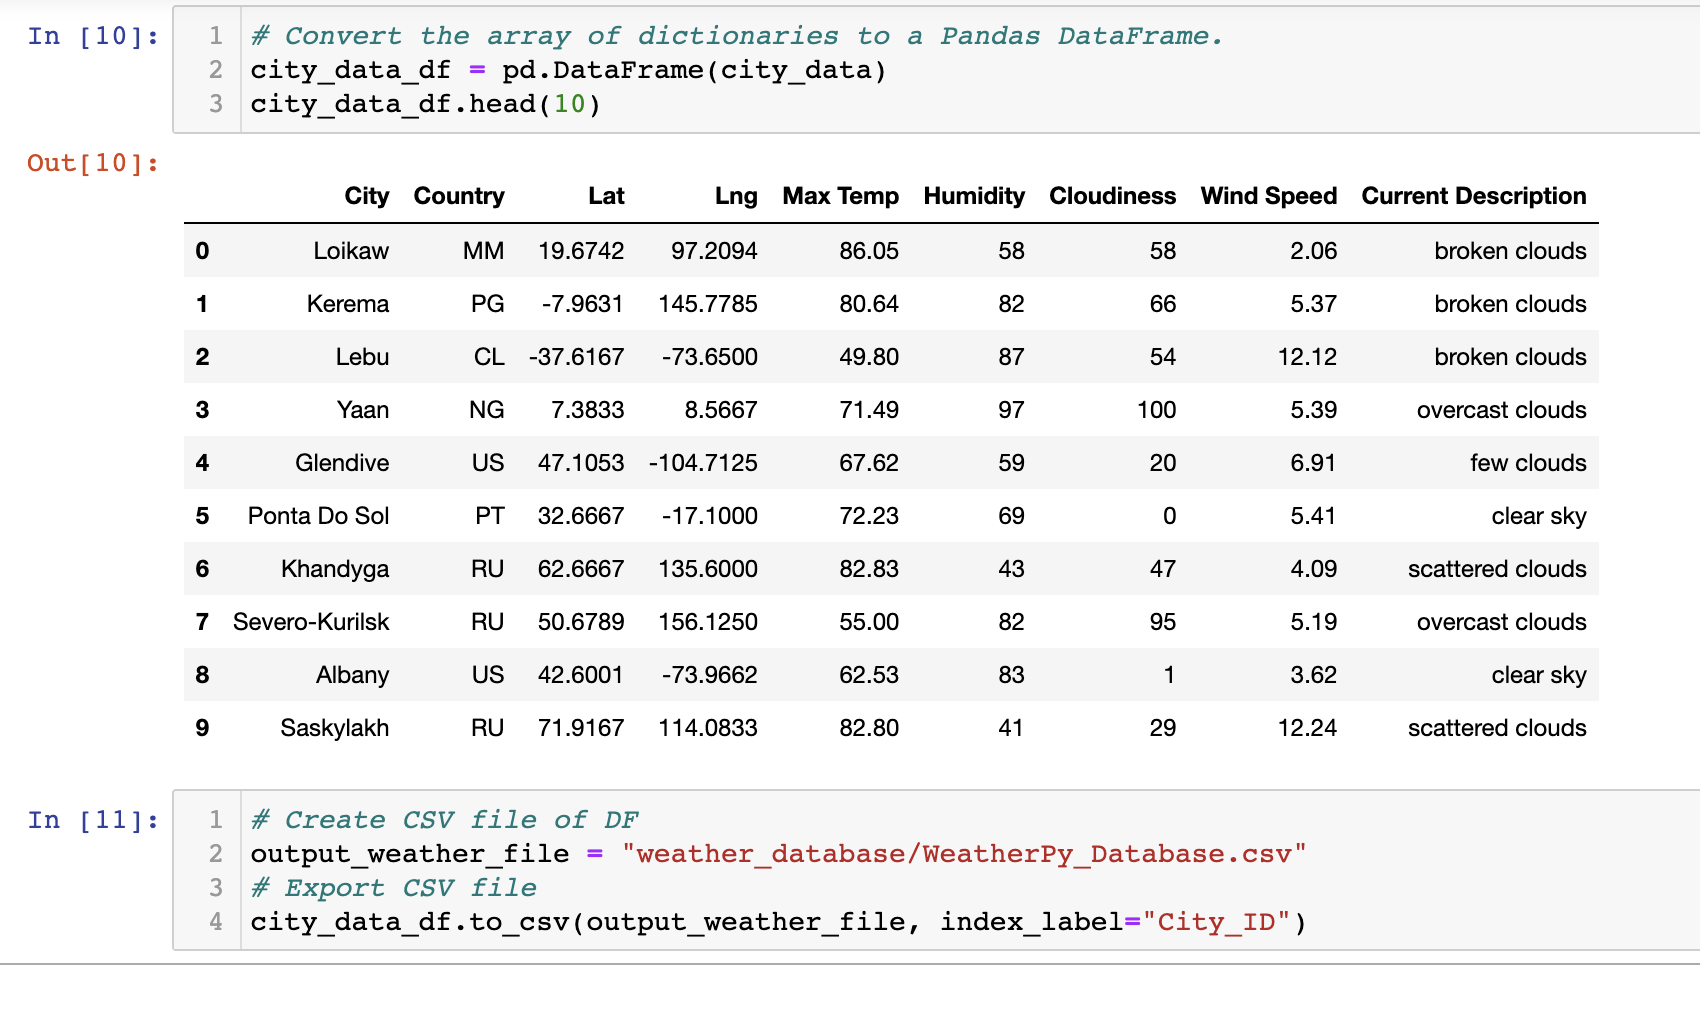 In [10]:
1 # Convert the array of dictionaries to a Pandas DataFrame.
2 city_data_df = pd.DataFrame(city_data)
3 city_data_df.head(10)
Out[10]:
City Country Lat Lng Max Temp Humidity Cloudiness Wind Speed Current Description
0 Loikaw MM 19.6742 97.2094 86.05 58 58 2.06 broken clouds
1 Kerema PG -7.9631 145.7785 80.64 82 66 5.37 broken clouds
2 Lebu CL -37.6167 -73.6500 49.80 87 54 12.12 broken clouds
3 Yaan NG 7.3833 8.5667 71.49 97 100 5.39 overcast clouds
4 Glendive US 47.1053 -104.7125 67.62 59 20 6.91 few clouds
5 Ponta Do Sol PT 32.6667 -17.1000 72.23 69 0 5.41 clear sky
6 Khandyga RU 62.6667 135.6000 82.83 43 47 4.09 scattered clouds
7 Severo-Kurilsk RU 50.6789 156.1250 55.00 82 95 5.19 overcast clouds
8 Albany US 42.6001 -73.9662 62.53 83 1 3.62 clear sky
9 Saskylakh RU 71.9167 114.0833 82.80 41 29 12.24 scattered clouds
In [11]:
1 # Create CSV file of DF
2 output_weather_file = "weather_database/WeatherPy_Database.csv"
3 # Export CSV file
4 city_data_df.to_csv(output_weather_file, index_label="City_ID")